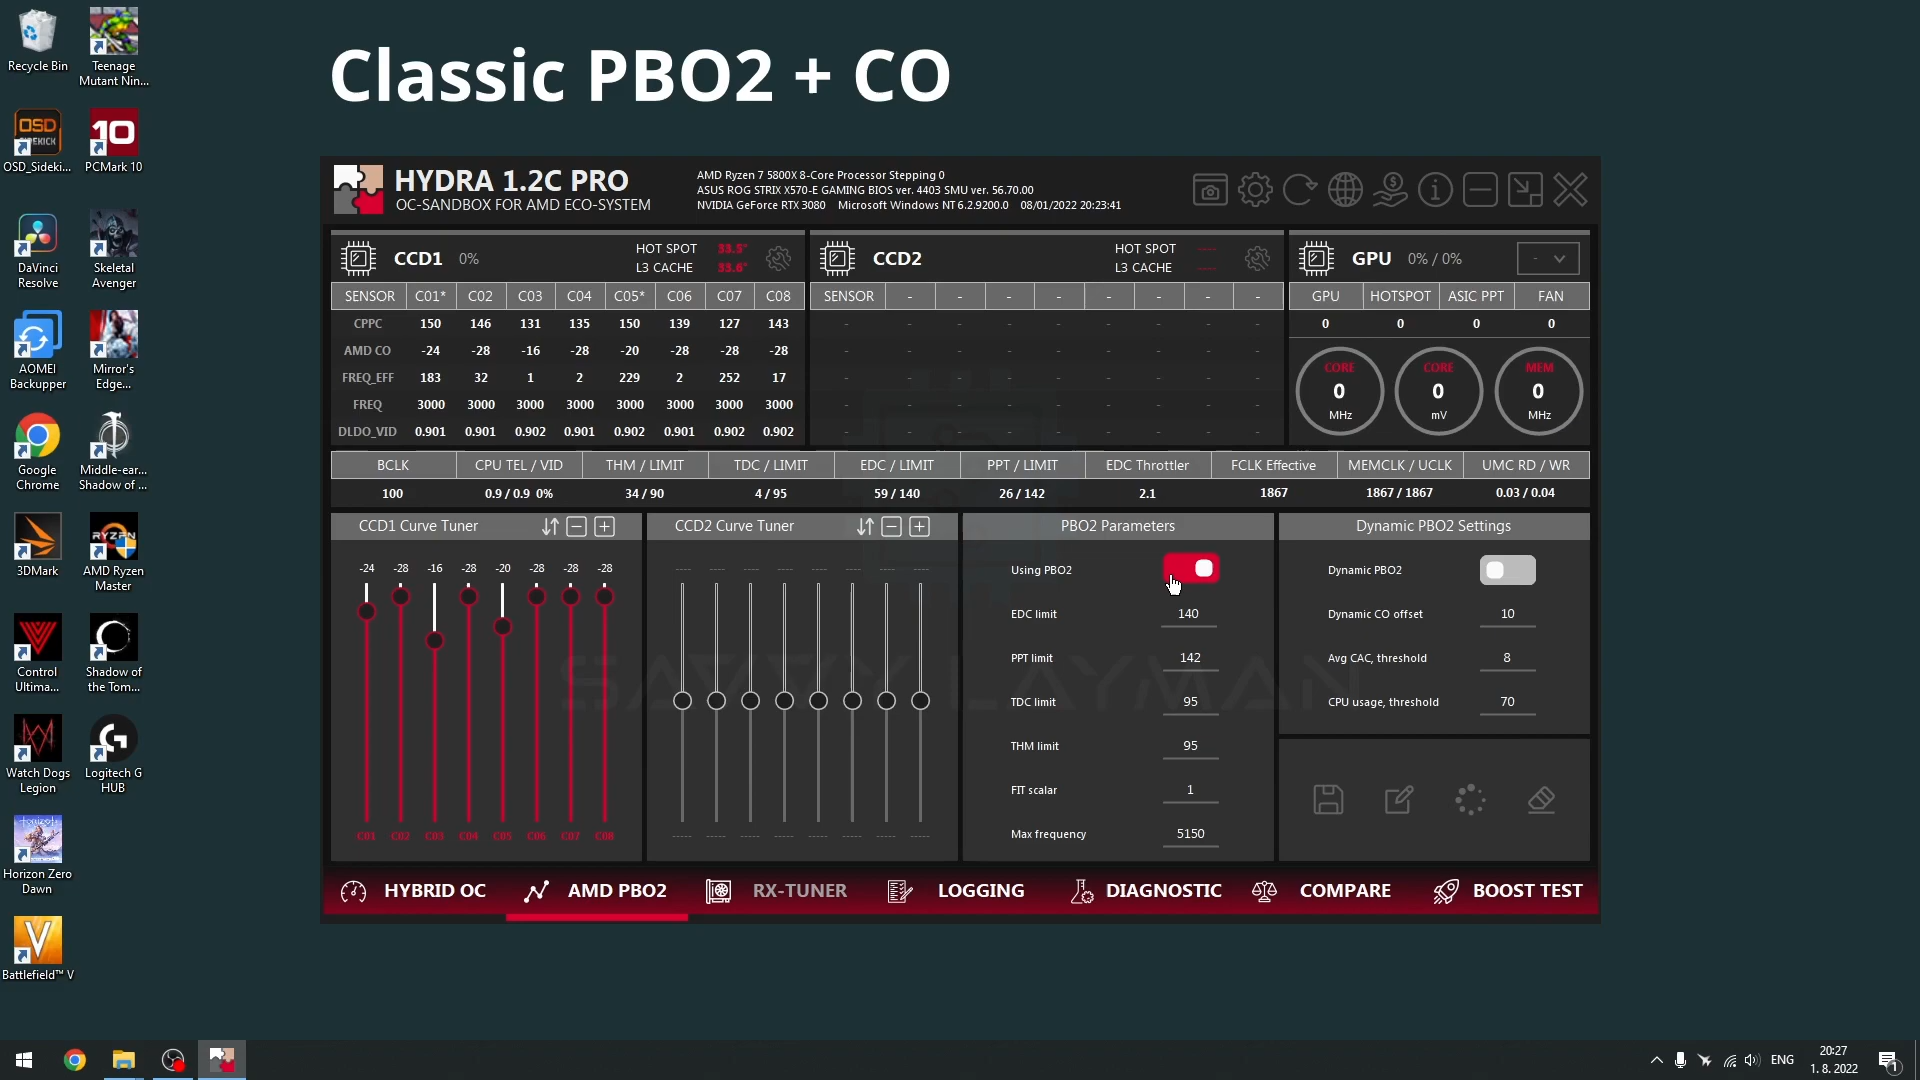 Classic PBO2 + CO
Recycle Bin
Teenage
Mutant Nin...
OSD
SIDEKICK
OSD_Sideki...
10
PCMark 10
DaVinci
Resolve
Skeletal
Avenger
AOMEI
Backupper
Mirror's
Edge...
Google
Chrome
Middle-ear...
Shadow of ...
3DMark
RYZEN
AMD Ryzen
Master
Control
Ultima...
Shadow of
the Tom...
Watch Dogs
Legion
Logitech G
HUB
Horizon Zero
Dawn
V
Battlefield™ V
HYDRA 1.2C PRO
OC-SANDBOX FOR AMD ECO-SYSTEM
AMD Ryzen 7 5800X 8-Core Processor Stepping 0
ASUS ROG STRIX X570-E GAMING BIOS ver. 4403 SMU ver. 56.70.00
NVIDIA GeForce RTX 3080 Microsoft Windows NT 6.2.9200.0 08/01/2022 20:23:41
CCD1 0% HOT SPOT 33.5°
L3 CACHE 33.6°
SENSOR C01* C02 C03 C04 C05* C06 C07 C08
CPPC 150 146 131 135 150 139 127 143
AMD CO -24 -28 -16 -28 -20 -28 -28 -28
FREQ_EFF 183 32 1 2 229 2 252 17
FREQ 3000 3000 3000 3000 3000 3000 3000 3000
DLDO_VID 0.901 0.901 0.902 0.901 0.902 0.901 0.902 0.902
CCD2 HOT SPOT -----
L3 CACHE -----
SENSOR - - - - - - - -
- - - - - - - - -
- - - - - - - - -
- - - - - - - - -
- - - - - - - - -
- - - - - - - - -
GPU 0% / 0% -
GPU HOTSPOT ASIC PPT FAN
0 0 0 0
CORE CORE MEM
0 0 0
MHz mV MHz
BCLK CPU TEL / VID THM / LIMIT TDC / LIMIT EDC / LIMIT PPT / LIMIT EDC Throttler FCLK Effective MEMCLK / UCLK UMC RD / WR
100 0.9 / 0.9 0% 34 / 90 4 / 95 59 / 140 26 / 142 2.1 1867 1867 / 1867 0.03 / 0.04
CCD1 Curve Tuner
-24 -28 -16 -28 -20 -28 -28 -28
C01 C02 C03 C04 C05 C06 C07 C08
CCD2 Curve Tuner
---- ---- ---- ---- ---- ---- ---- ----
---- ---- ---- ---- ---- ---- ---- ----
PBO2 Parameters
Using PBO2
EDC limit 140
PPT limit 142
TDC limit 95
THM limit 95
FIT scalar 1
Max frequency 5150
Dynamic PBO2 Settings
Dynamic PBO2
Dynamic CO offset 10
Avg CAC, threshold 8
CPU usage, threshold 70
SAVVY LAYMAN
HYBRID OC AMD PBO2 RX-TUNER LOGGING DIAGNOSTIC COMPARE BOOST TEST
ENG
20:27
1. 8. 2022
1